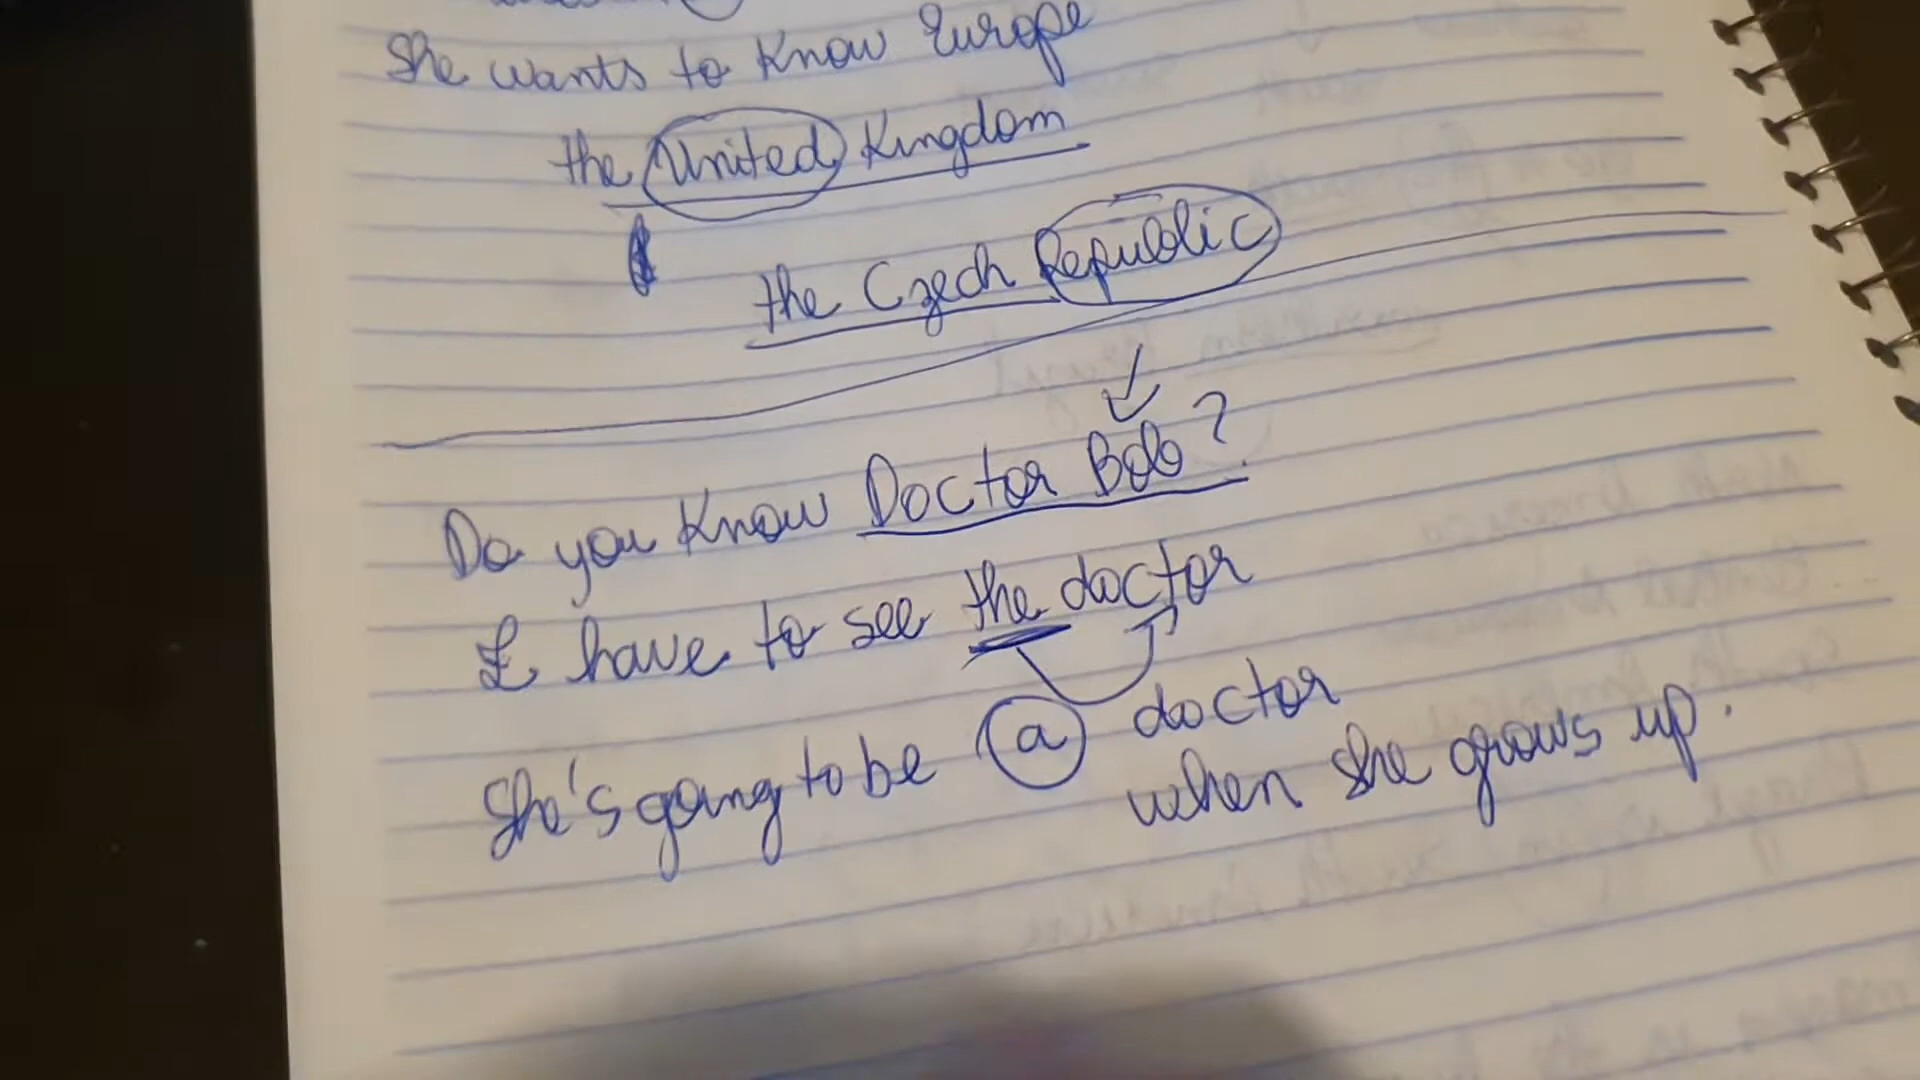 She wants to know Europe
the United Kingdom
the Czech Republic
Do you know Doctor Bob?
I have to see the doctor
She's going to be a doctor
when she grows up.